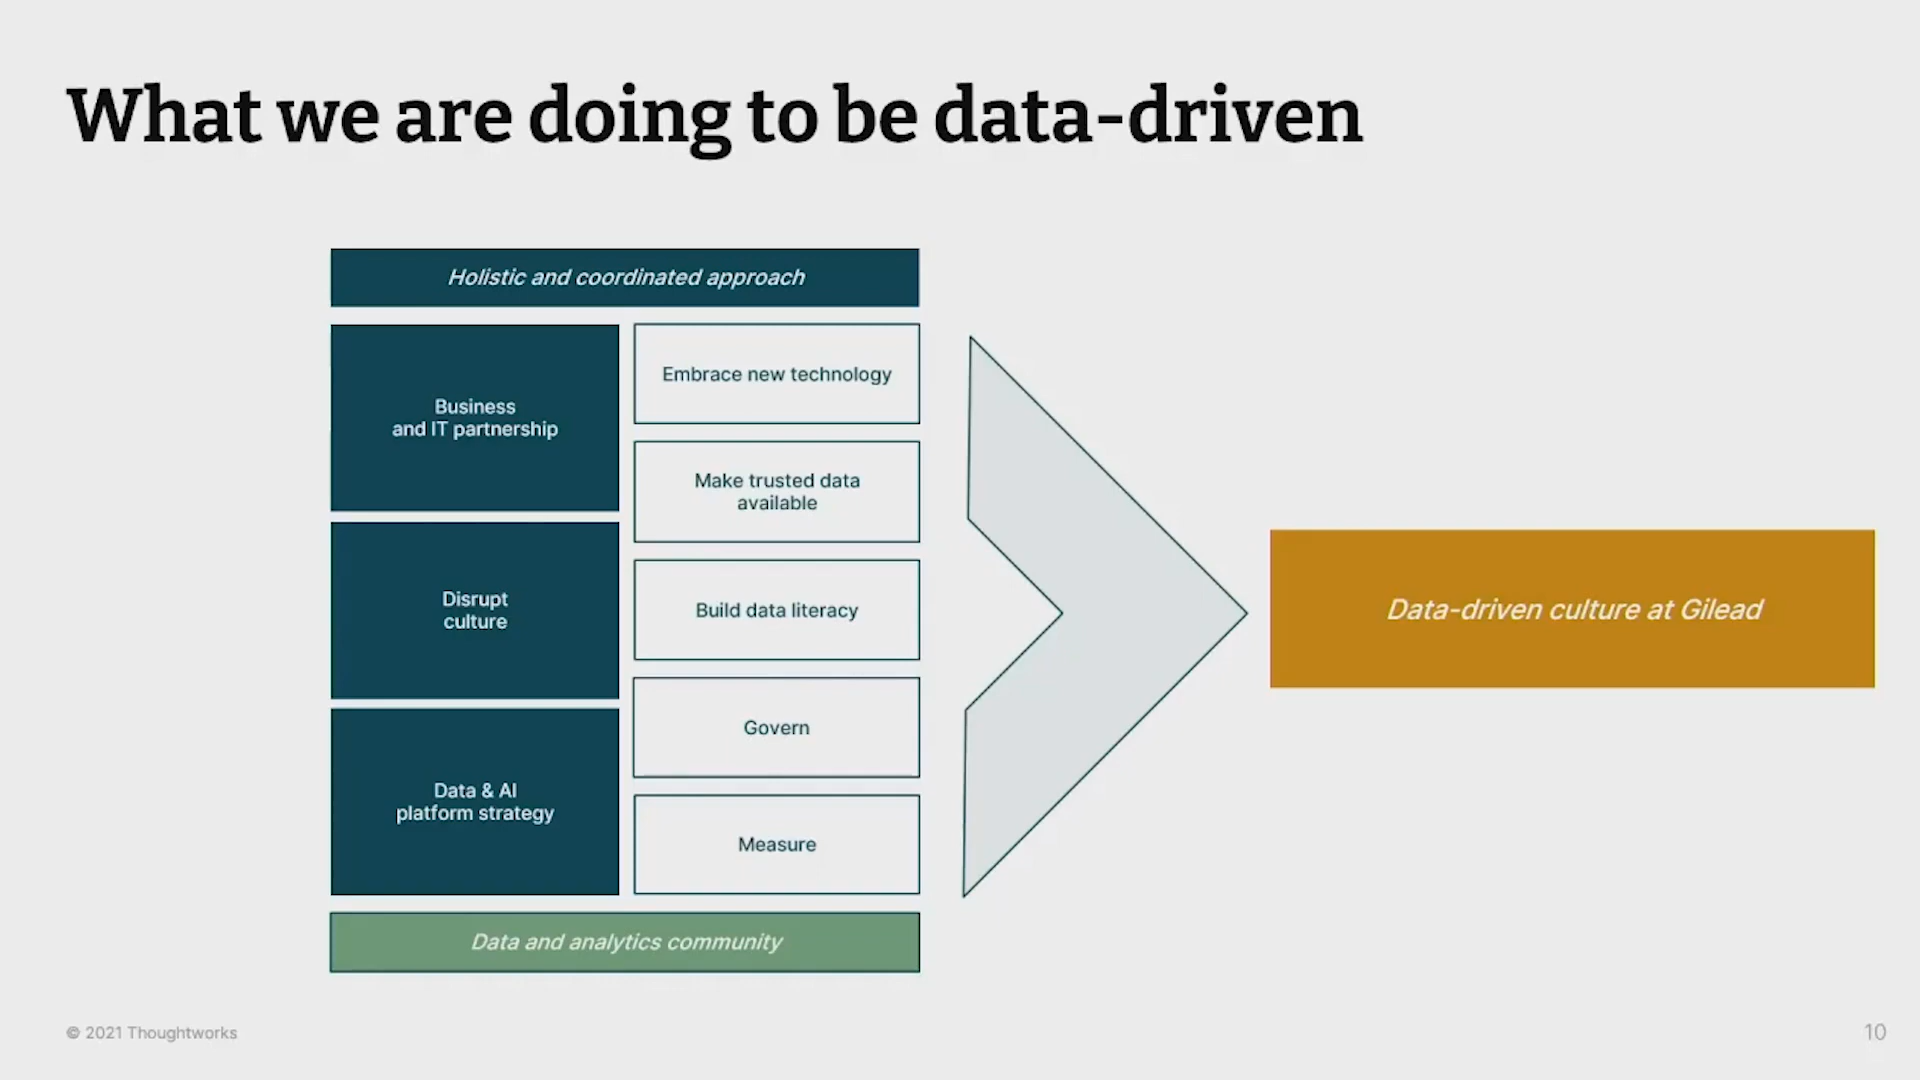 What we are doing to be data-driven
Holistic and coordinated approach
Business
and IT partnership
Disrupt
culture
Data & AI
platform strategy
Embrace new technology
Make trusted data
available
Build data literacy
Govern
Measure
Data and analytics community
Data-driven culture at Gilead
© 2021 Thoughtworks
10